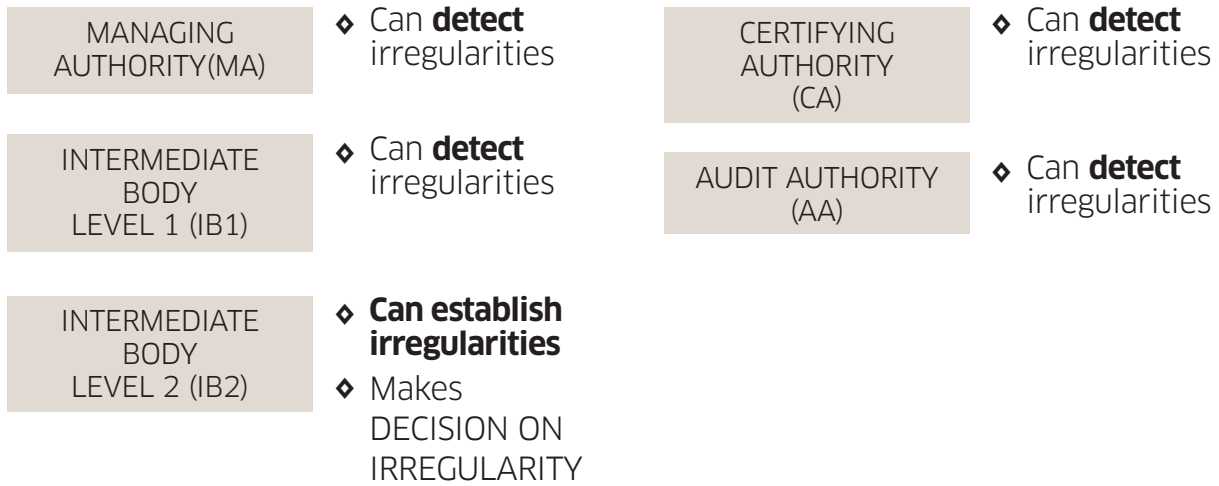 MANAGING
AUTHORITY(MA)
◆ Can detect
irregularities
INTERMEDIATE
BODY
LEVEL 1 (IB1)
◆ Can detect
irregularities
INTERMEDIATE
BODY
LEVEL 2 (IB2)
◆ Can establish
irregularities
◆ Makes
DECISION ON
IRREGULARITY
CERTIFYING
AUTHORITY
(CA)
◆ Can detect
irregularities
AUDIT AUTHORITY
(AA)
◆ Can detect
irregularities